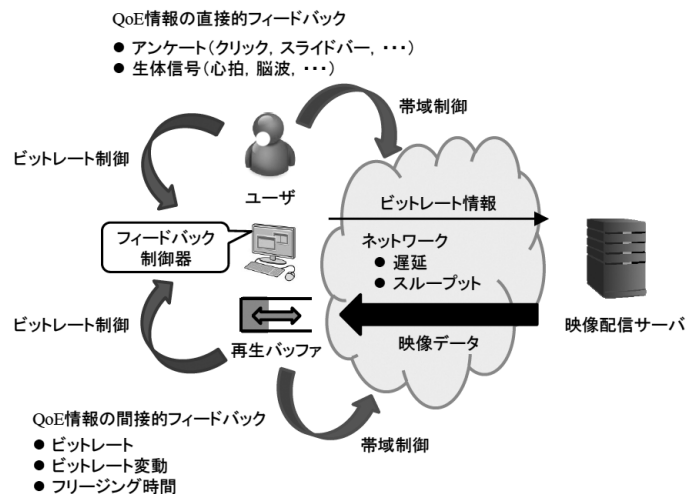 QoE情報の直接的フィードバック
● アンケート(クリック, スライドバー, ・・・)
● 生体信号(心拍, 脳波, ・・・)
帯域制御
ビットレート制御
ユーザ
ビットレート情報
フィードバック
制御器
ネットワーク
● 遅延
● スループット
ビットレート制御
再生バッファ
映像データ
映像配信サーバ
QoE情報の間接的フィードバック
● ビットレート
● ビットレート変動
● フリージング時間
帯域制御